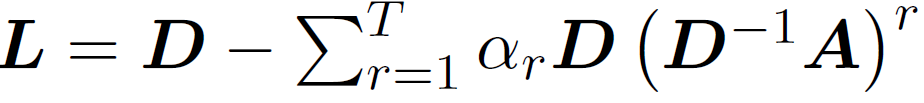 L = D − ∑_{r=1}^{T} α_r D (D^{−1} A)^r